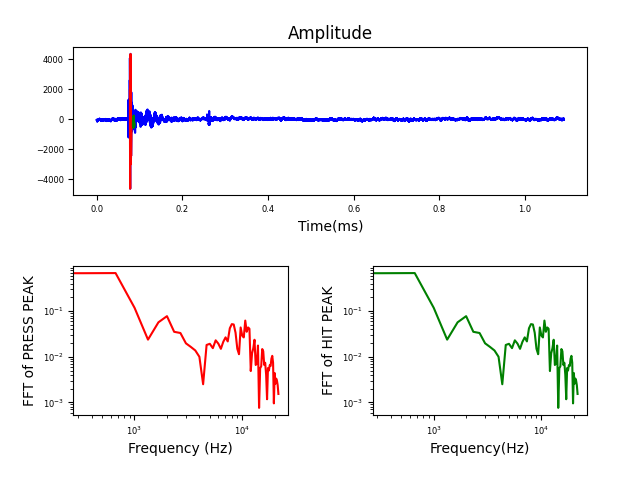 Amplitude
4000
2000
0
−2000
−4000
0.0 0.2 0.4 0.6 0.8 1.0
Time(ms)
FFT of PRESS PEAK
10⁻¹
10⁻²
10⁻³
10³ 10⁴
Frequency (Hz)
FFT of HIT PEAK
10⁻¹
10⁻²
10⁻³
10³ 10⁴
Frequency(Hz)